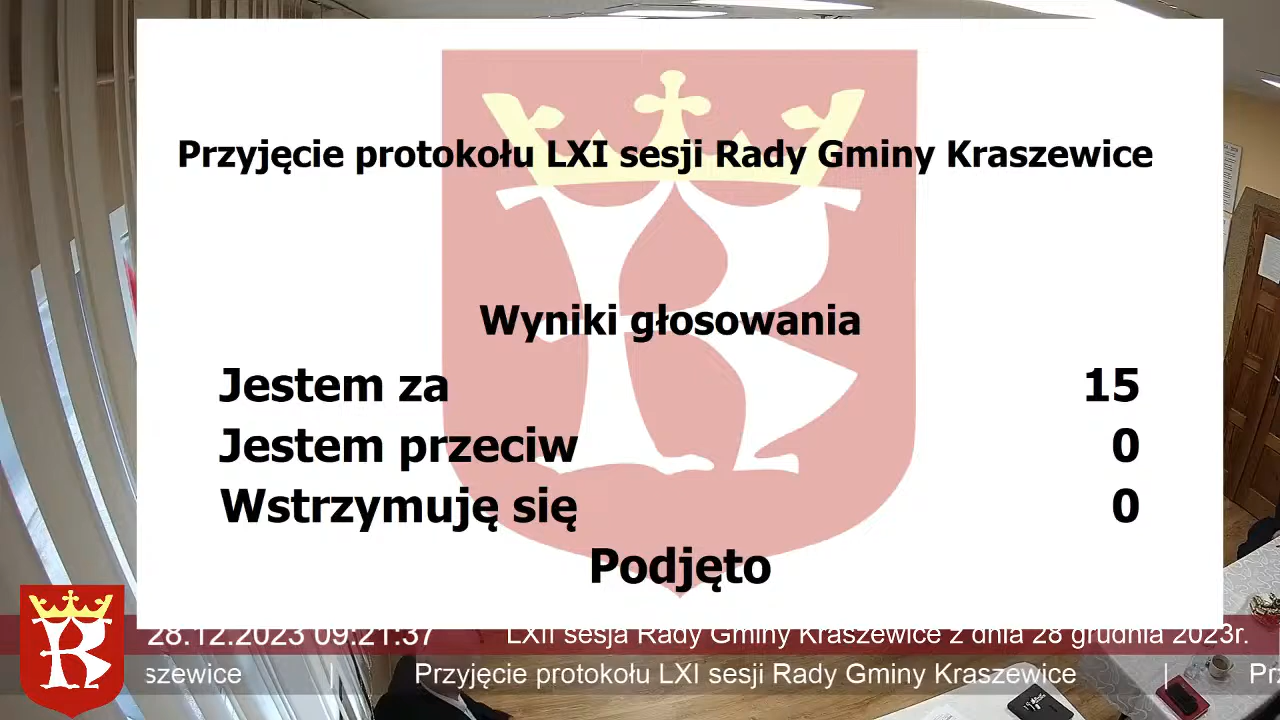 Przyjęcie protokołu LXI sesji Rady Gminy Kraszewice
Wyniki głosowania
Jestem za 15
Jestem przeciw 0
Wstrzymuję się 0
Podjęto
28.12.2023 09:21:37 LXII sesja Rady Gminy Kraszewice z dnia 28 grudnia 2023r.
szewice | Przyjęcie protokołu LXI sesji Rady Gminy Kraszewice | Prz